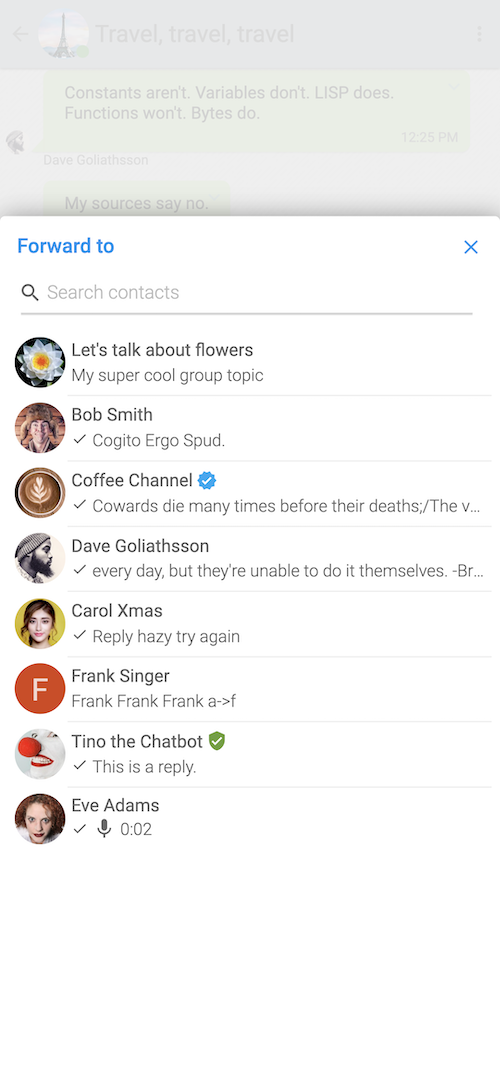 Travel, travel, travel
Constants aren't. Variables don't. LISP does.
Functions won't. Bytes do.
12:25 PM
Dave Goliathsson
My sources say no.
Forward to
Search contacts
Let's talk about flowers
My super cool group topic
Bob Smith
Cogito Ergo Spud.
Coffee Channel
Cowards die many times before their deaths;/The v...
Dave Goliathsson
every day, but they're unable to do it themselves. -Br...
Carol Xmas
Reply hazy try again
F
Frank Singer
Frank Frank Frank a->f
Tino the Chatbot
This is a reply.
Eve Adams
0:02